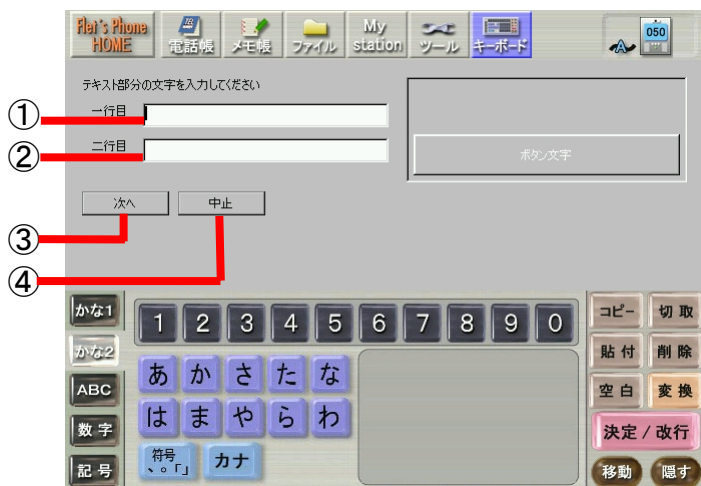 Flet's Phone HOME
電話帳
メモ帳
ファイル
My station
ツール
キーボード
050
テキスト部分の文字を入力してください
① 一行目
② 二行目
ボタン文字
次へ 中止
③
④
かな1
かな2
ABC
数字
記号
1 2 3 4 5 6 7 8 9 0
あ か さ た な
は ま や ら わ
符号
、。「」
カナ
コピー 切取
貼付 削除
空白 変換
決定 / 改行
移動 隠す